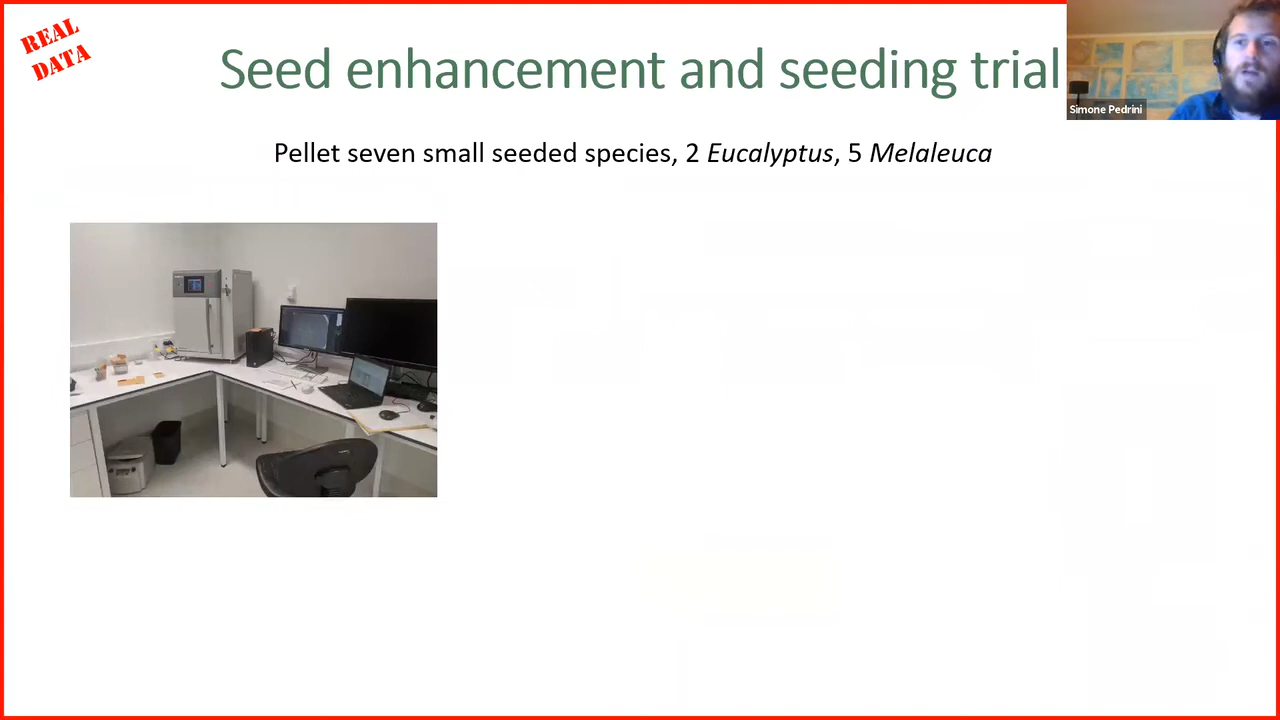 REAL
DATA
Seed enhancement and seeding trial
Simone Pedrini
Pellet seven small seeded species, 2 Eucalyptus, 5 Melaleuca